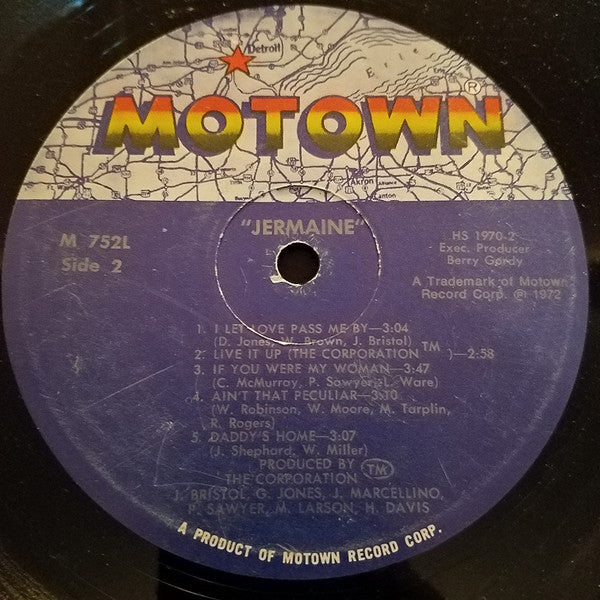 Detroit
Erie
MOTOWN®
Akron
Alliance
Canton
"JERMAINE"
M 752L
Side 2
HS 1970-2
Exec. Producer
Berry Gordy
A Trademark of Motown
Record Corp. ℗ 1972
1. I LET LOVE PASS ME BY—3:04
(D. Jones, W. Brown, J. Bristol)
2. LIVE IT UP (THE CORPORATION TM )—2:58
3. IF YOU WERE MY WOMAN—3:47
(C. McMurray, P. Sawyer, L. Ware)
4. AIN'T THAT PECULIAR—3:10
(W. Robinson, W. Moore, M. Tarplin,
R. Rogers)
5. DADDY'S HOME—3:07
(J. Shephard, W. Miller)
PRODUCED BY
THE CORPORATION TM
J. BRISTOL, G. JONES, J. MARCELLINO,
P. SAWYER, M. LARSON, H. DAVIS
A PRODUCT OF MOTOWN RECORD CORP.